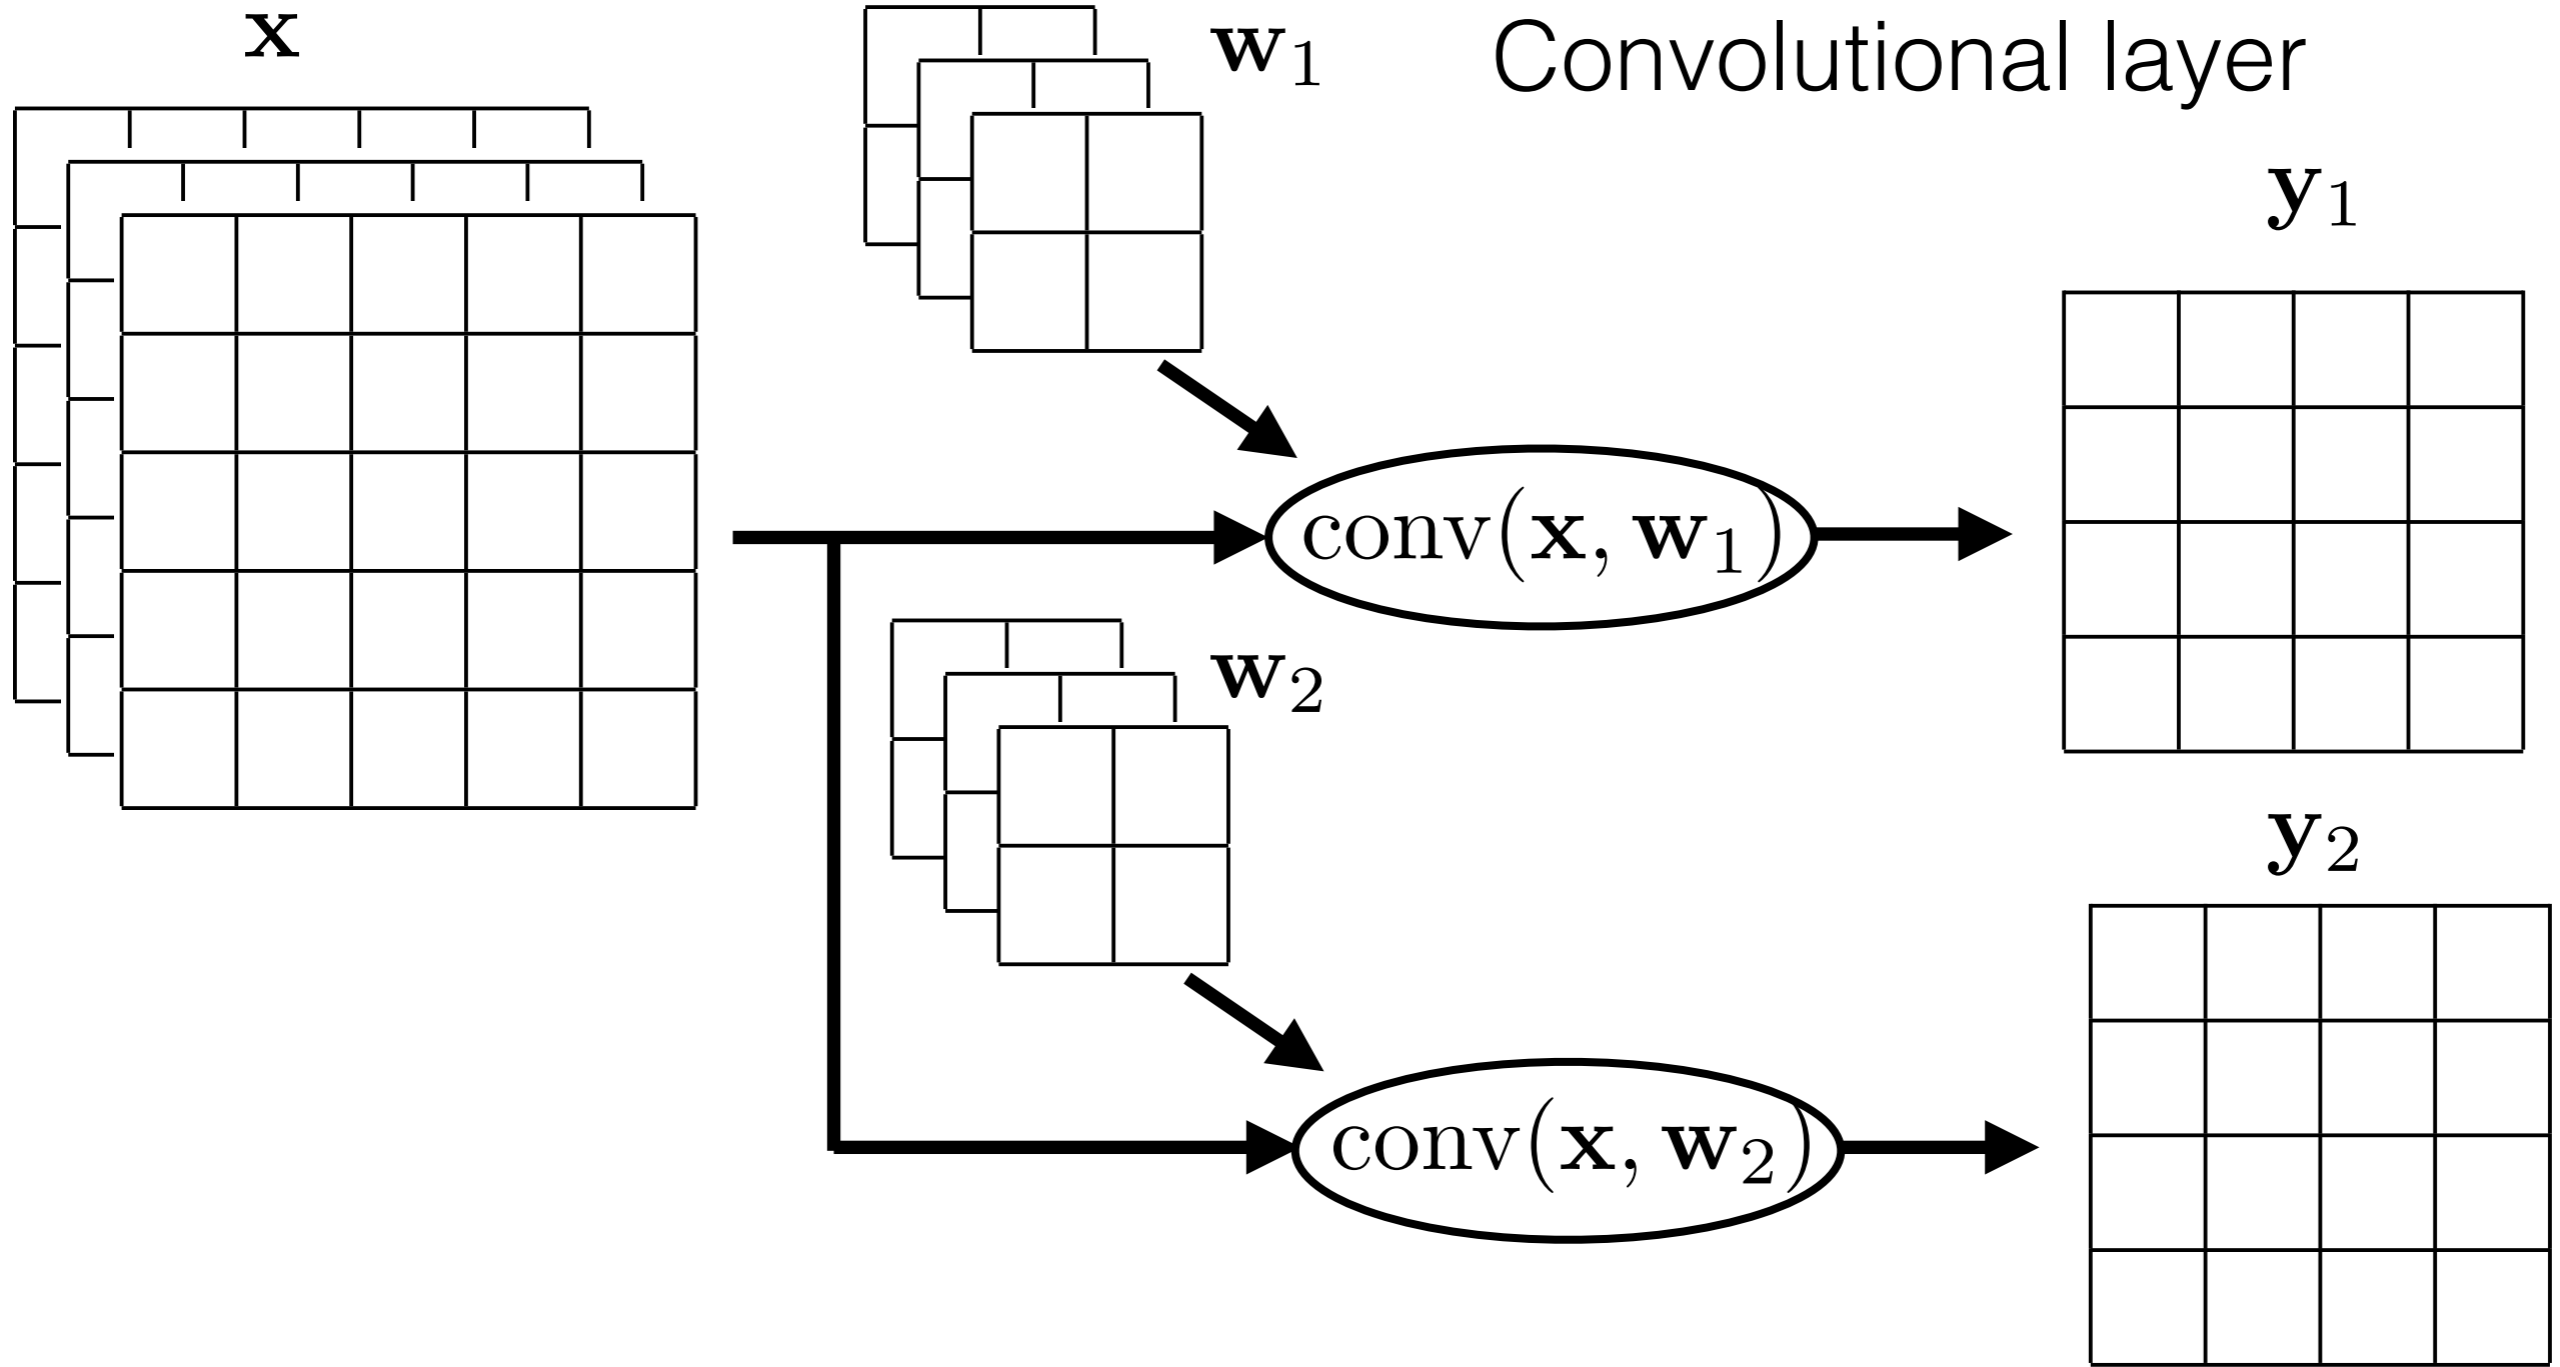 x
w₁
Convolutional layer
y₁
conv(x, w₁)
w₂
y₂
conv(x, w₂)